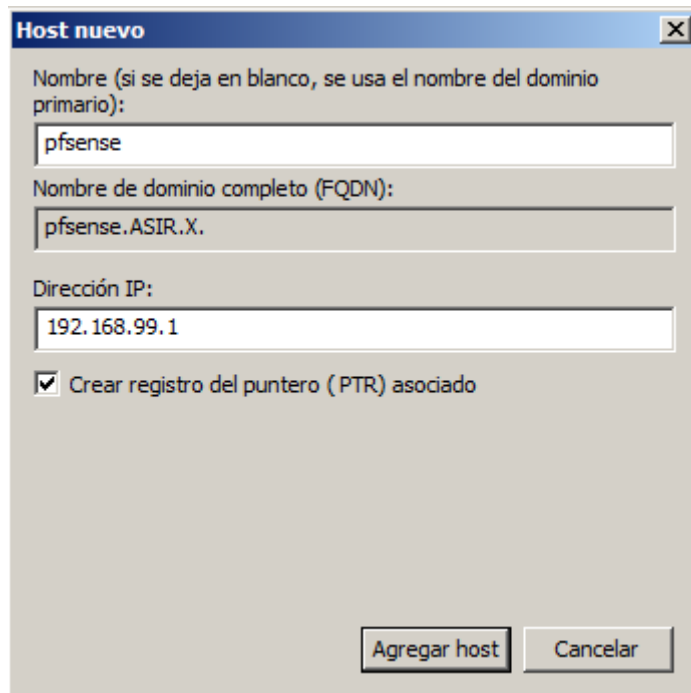 Host nuevo
Nombre (si se deja en blanco, se usa el nombre del dominio
primario):
pfsense
Nombre de dominio completo (FQDN):
pfsense.ASIR.X.
Dirección IP:
192.168.99.1
Crear registro del puntero (PTR) asociado
Agregar host
Cancelar